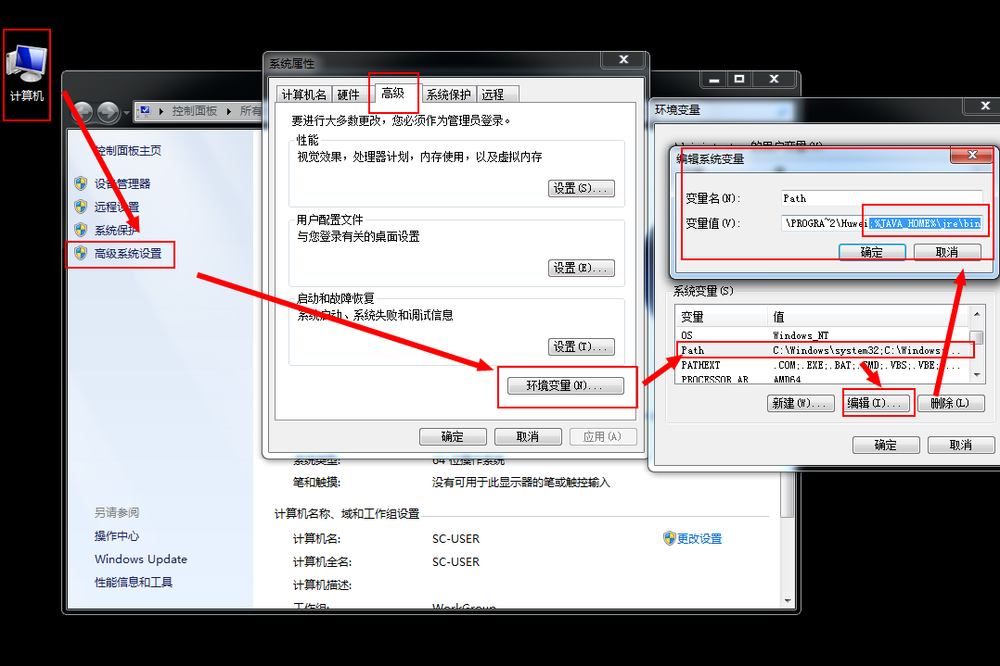 计算机
控制面板
所有
控制面板主页
设备管理器
远程设置
系统保护
高级系统设置
另请参阅
操作中心
Windows Update
性能信息和工具
系统属性
计算机名
硬件
高级
系统保护
远程
要进行大多数更改，您必须作为管理员登录。
性能
视觉效果，处理器计划，内存使用，以及虚拟内存
设置(S)...
用户配置文件
与您登录有关的桌面设置
设置(E)...
启动和故障恢复
系统启动、系统失败和调试信息
设置(T)...
环境变量(N)...
确定
取消
应用(A)
系统类型:
64 位操作系统
笔和触摸:
没有可用于此显示器的笔或触控输入
计算机名称、域和工作组设置
计算机名:
SC-USER
更改设置
计算机全名:
SC-USER
计算机描述:
工作组:
WorkGroup
环境变量
的用户变量(U)
编辑系统变量
变量名(N):
Path
变量值(V):
\PROGRA~2\Huwei;%JAVA_HOME%\jre\bin
确定
取消
系统变量(S)
变量
值
OS
Windows_NT
Path
C:\Windows\system32;C:\Windows;...
PATHEXT
.COM;.EXE;.BAT;.CMD;.VBS;.VBE;...
PROCESSOR_AR
AMD64
新建(W)...
编辑(I)...
删除(L)
确定
取消